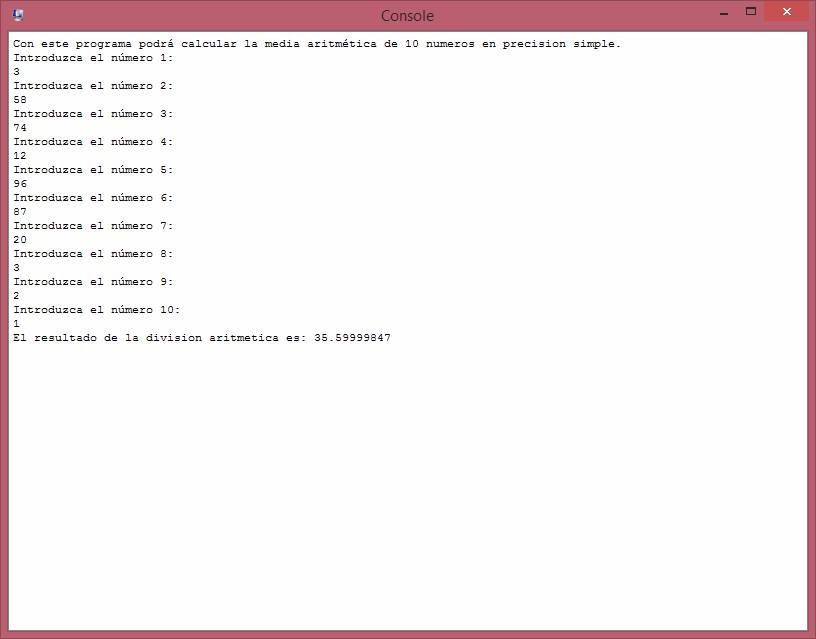 Console
Con este programa podrá calcular la media aritmética de 10 numeros en precision simple.
Introduzca el número 1:
3
Introduzca el número 2:
58
Introduzca el número 3:
74
Introduzca el número 4:
12
Introduzca el número 5:
96
Introduzca el número 6:
87
Introduzca el número 7:
20
Introduzca el número 8:
3
Introduzca el número 9:
2
Introduzca el número 10:
1
El resultado de la division aritmetica es: 35.59999847